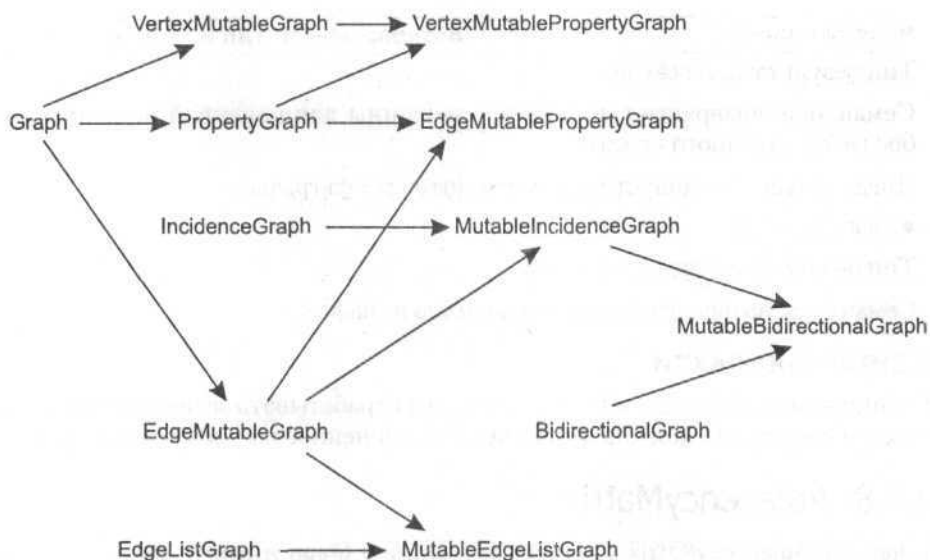 VertexMutableGraph VertexMutablePropertyGraph
Graph PropertyGraph EdgeMutablePropertyGraph
IncidenceGraph MutableIncidenceGraph
MutableBidirectionalGraph
EdgeMutableGraph BidirectionalGraph
EdgeListGraph MutableEdgeListGraph